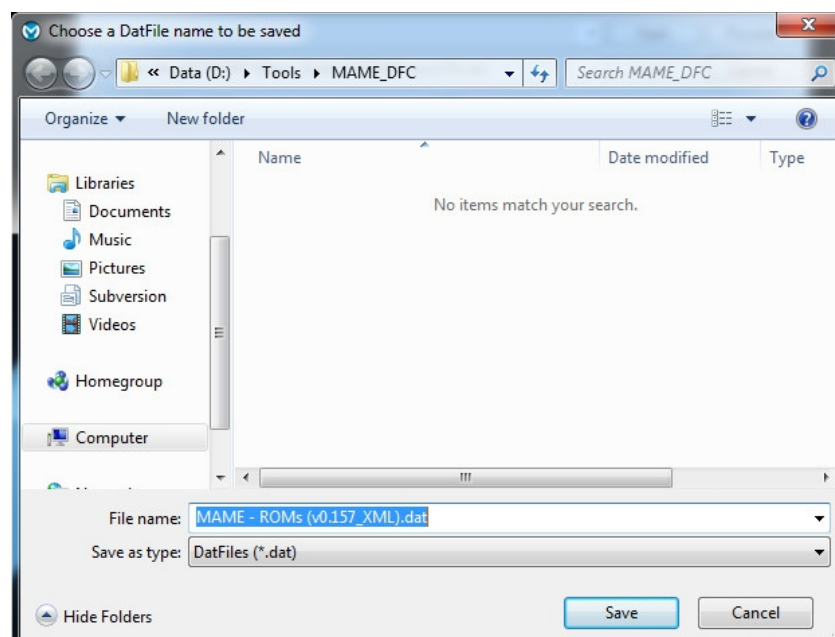 Choose a DatFile name to be saved
« Data (D:) Tools MAME_DFC Search MAME_DFC
Organize New folder
Name Date modified Type
No items match your search.
Libraries
Documents
Music
Pictures
Subversion
Videos
Homegroup
Computer
File name: MAME - ROMs (v0.157_XML).dat
Save as type: DatFiles (*.dat)
Hide Folders Save Cancel